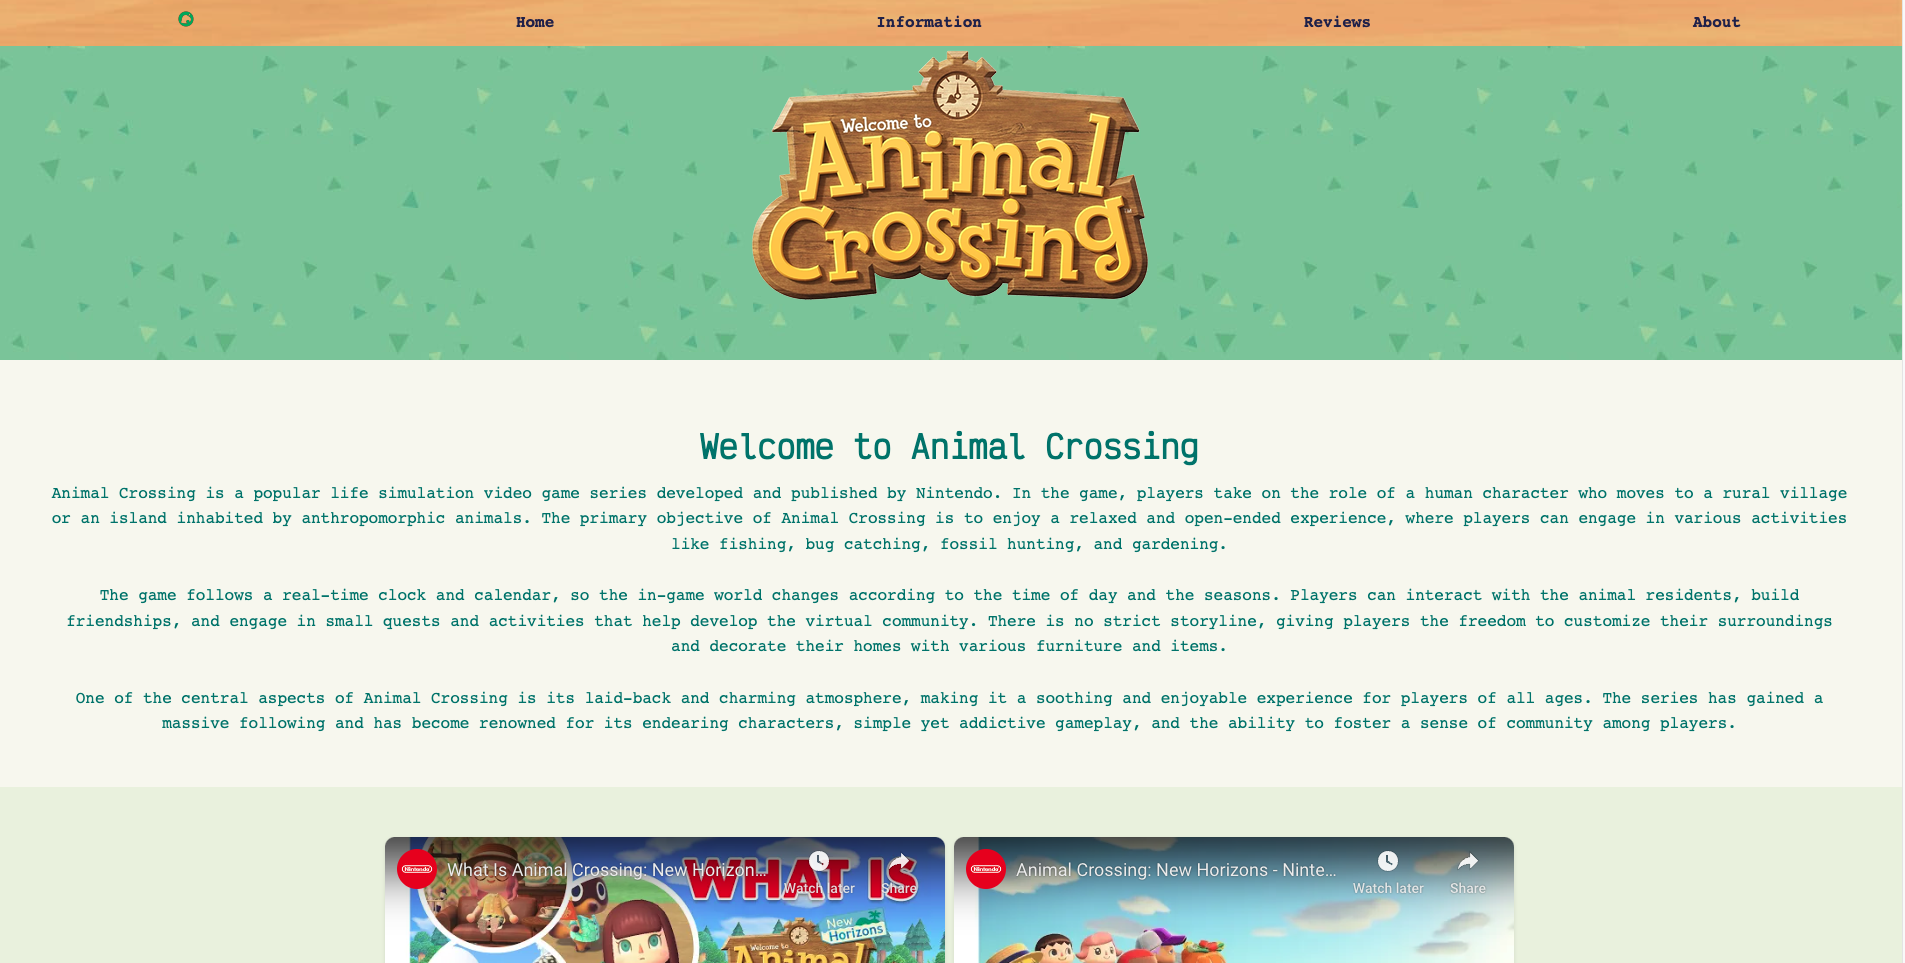 Home Information Reviews About
Welcome to
Animal
Crossing
Welcome to Animal Crossing
Animal Crossing is a popular life simulation video game series developed and published by Nintendo. In the game, players take on the role of a human character who moves to a rural village
or an island inhabited by anthropomorphic animals. The primary objective of Animal Crossing is to enjoy a relaxed and open-ended experience, where players can engage in various activities
like fishing, bug catching, fossil hunting, and gardening.
The game follows a real-time clock and calendar, so the in-game world changes according to the time of day and the seasons. Players can interact with the animal residents, build
friendships, and engage in small quests and activities that help develop the virtual community. There is no strict storyline, giving players the freedom to customize their surroundings
and decorate their homes with various furniture and items.
One of the central aspects of Animal Crossing is its laid-back and charming atmosphere, making it a soothing and enjoyable experience for players of all ages. The series has gained a
massive following and has become renowned for its endearing characters, simple yet addictive gameplay, and the ability to foster a sense of community among players.
Nintendo
What Is Animal Crossing: New Horizon...
Watch later
Share
WHAT IS
New
Horizons
Welcome to
Animal
Nintendo
Animal Crossing: New Horizons - Ninte...
Watch later
Share